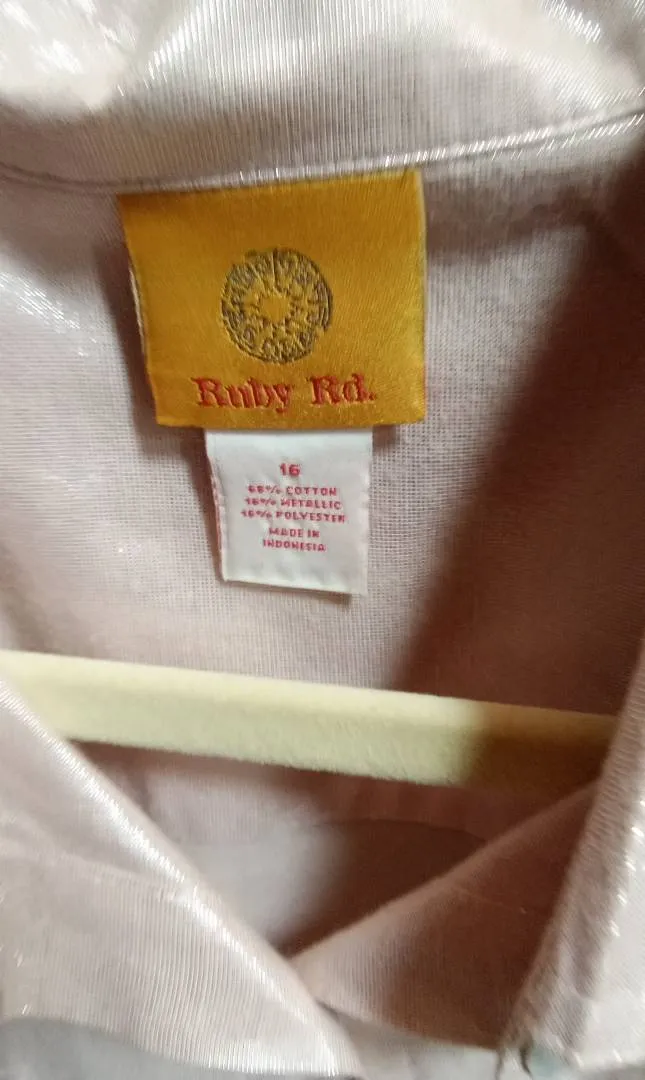 Ruby Rd.
16
68% COTTON
16% METALLIC
16% POLYESTER
MADE IN
INDONESIA